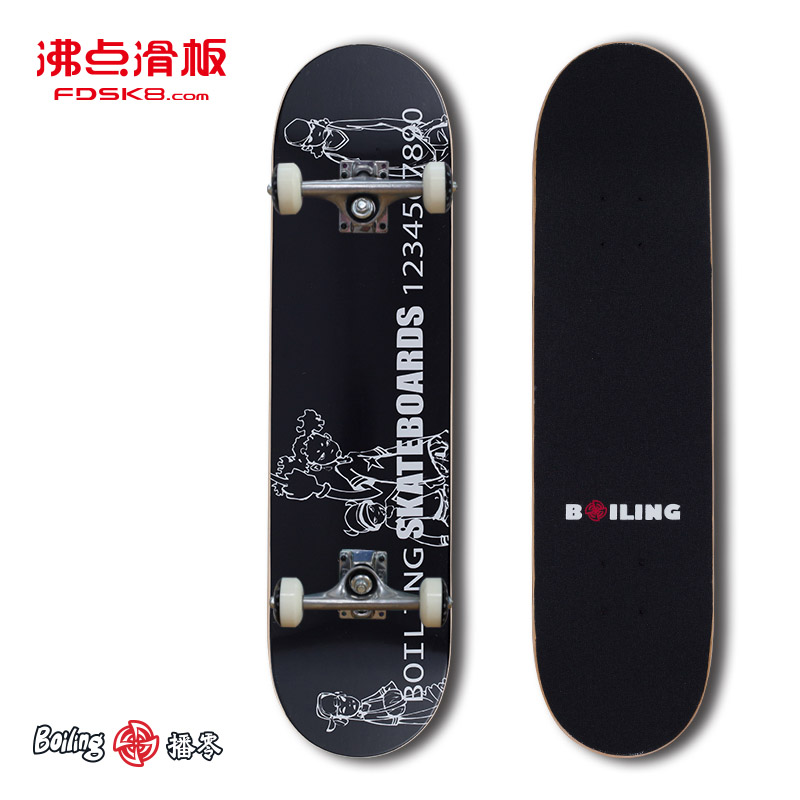 沸点滑板
FDSK8.com
BOILING SKATEBOARDS 1234567890
BOILING
Boiling 播零